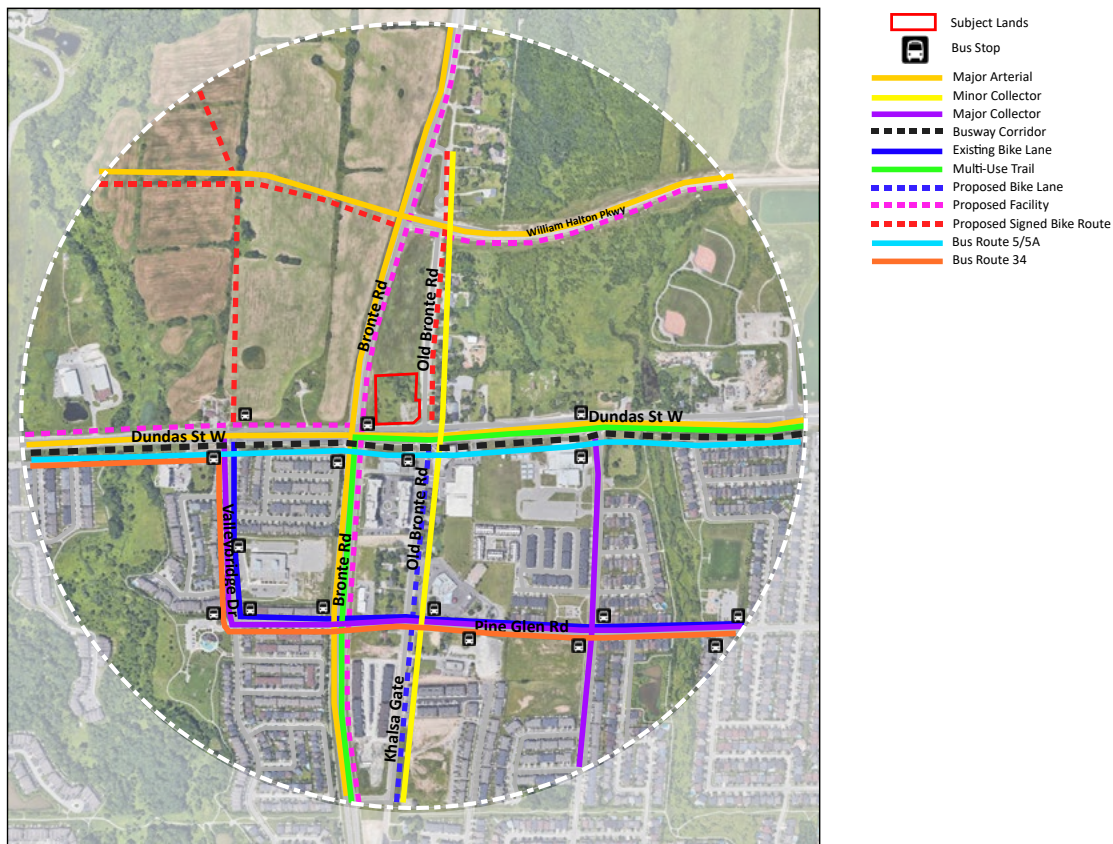 Subject Lands
Bus Stop
Major Arterial
Minor Collector
Major Collector
Busway Corridor
Existing Bike Lane
Multi-Use Trail
Proposed Bike Lane
Proposed Facility
Proposed Signed Bike Route
Bus Route 5/5A
Bus Route 34
William Halton Pkwy
Bronte Rd
Old Bronte Rd
Dundas St W
Dundas St W
Valleybridge Dr
Bronte Rd
Old Bronte Rd
Pine Glen Rd
Khalsa Gate